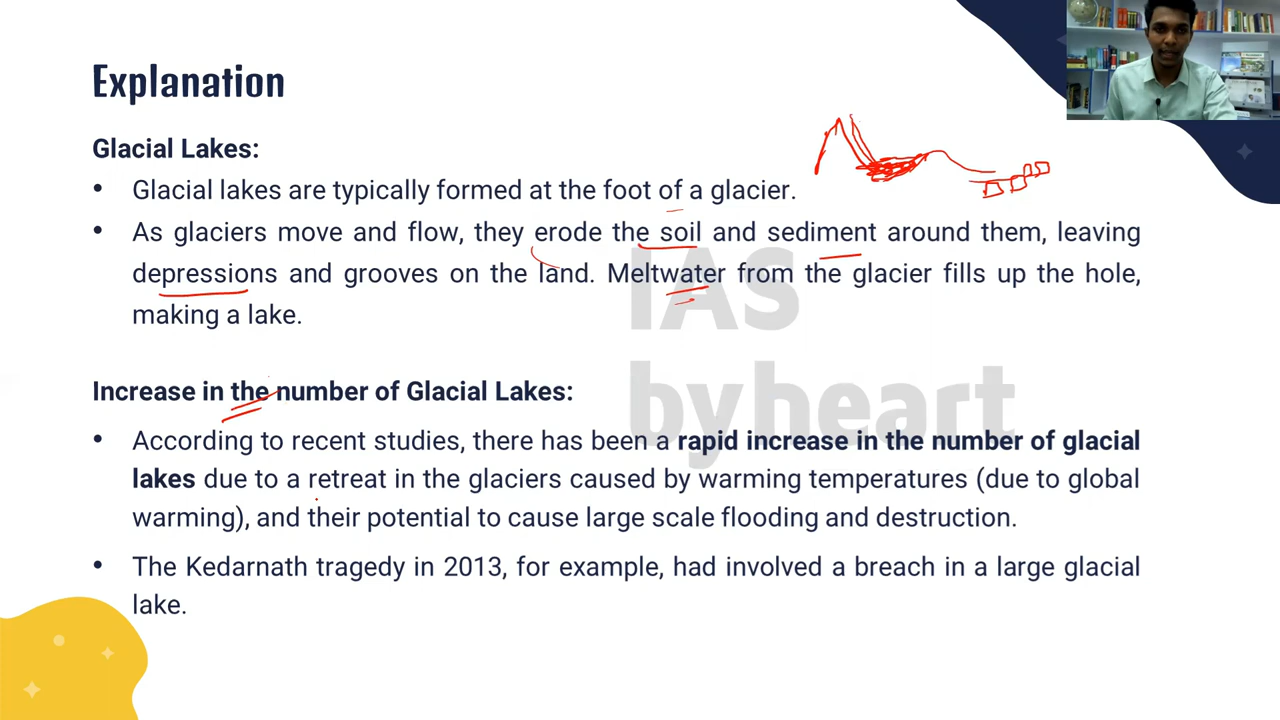 Explanation
Glacial Lakes:
• Glacial lakes are typically formed at the foot of a glacier.
• As glaciers move and flow, they erode the soil and sediment around them, leaving
depressions and grooves on the land. Meltwater from the glacier fills up the hole,
making a lake.
IAS
byheart
Increase in the number of Glacial Lakes:
• According to recent studies, there has been a rapid increase in the number of glacial
lakes due to a retreat in the glaciers caused by warming temperatures (due to global
warming), and their potential to cause large scale flooding and destruction.
• The Kedarnath tragedy in 2013, for example, had involved a breach in a large glacial
lake.